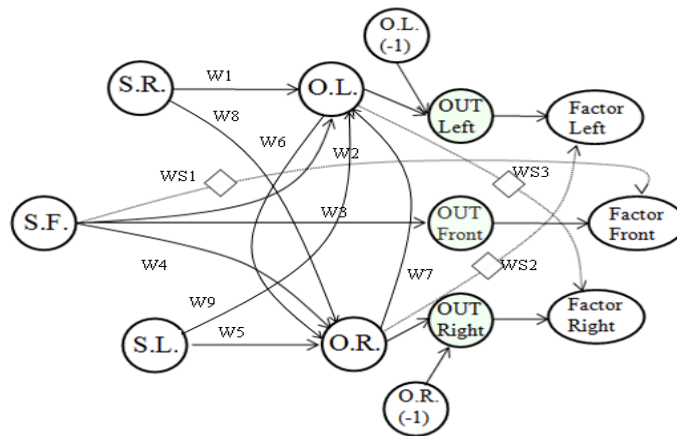 O.L.
(-1)
S.R.
W1
O.L.
OUT
Left
Factor
Left
W8
W6
W2
WS1
WS3
S.F.
W3
OUT
Front
Factor
Front
W4
W7
WS2
W9
S.L.
W5
O.R.
OUT
Right
Factor
Right
O.R.
(-1)